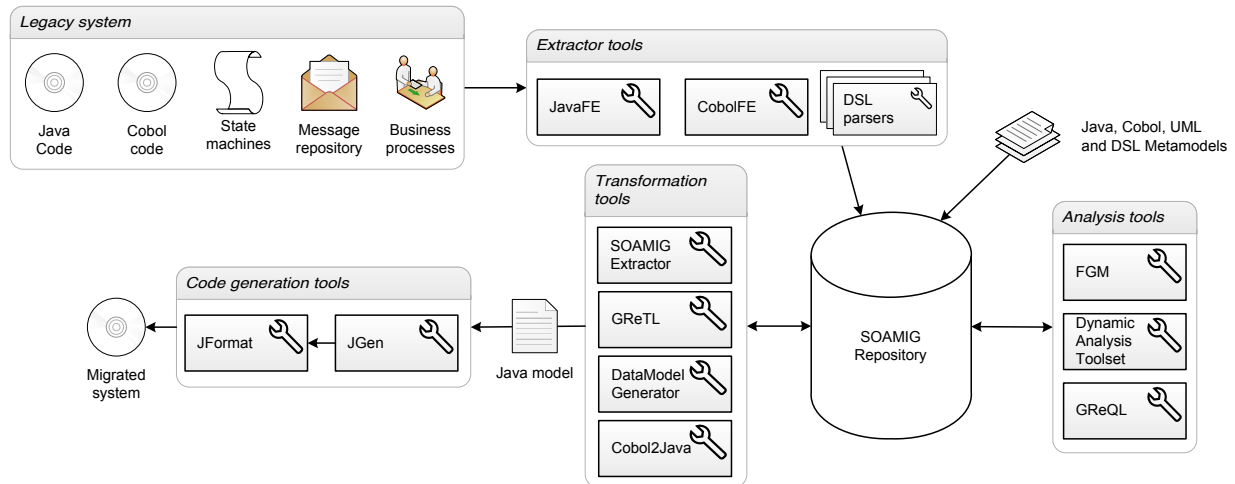 Legacy system
Java
Code
Cobol
code
State
machines
Message
repository
Business
processes
Extractor tools
JavaFE
CobolFE
DSL
parsers
Java, Cobol, UML
and DSL Metamodels
Transformation
tools
SOAMIG
Extractor
GReTL
DataModel
Generator
Cobol2Java
SOAMIG
Repository
Analysis tools
FGM
Dynamic
Analysis
Toolset
GReQL
Code generation tools
JFormat
JGen
Java model
Migrated
system